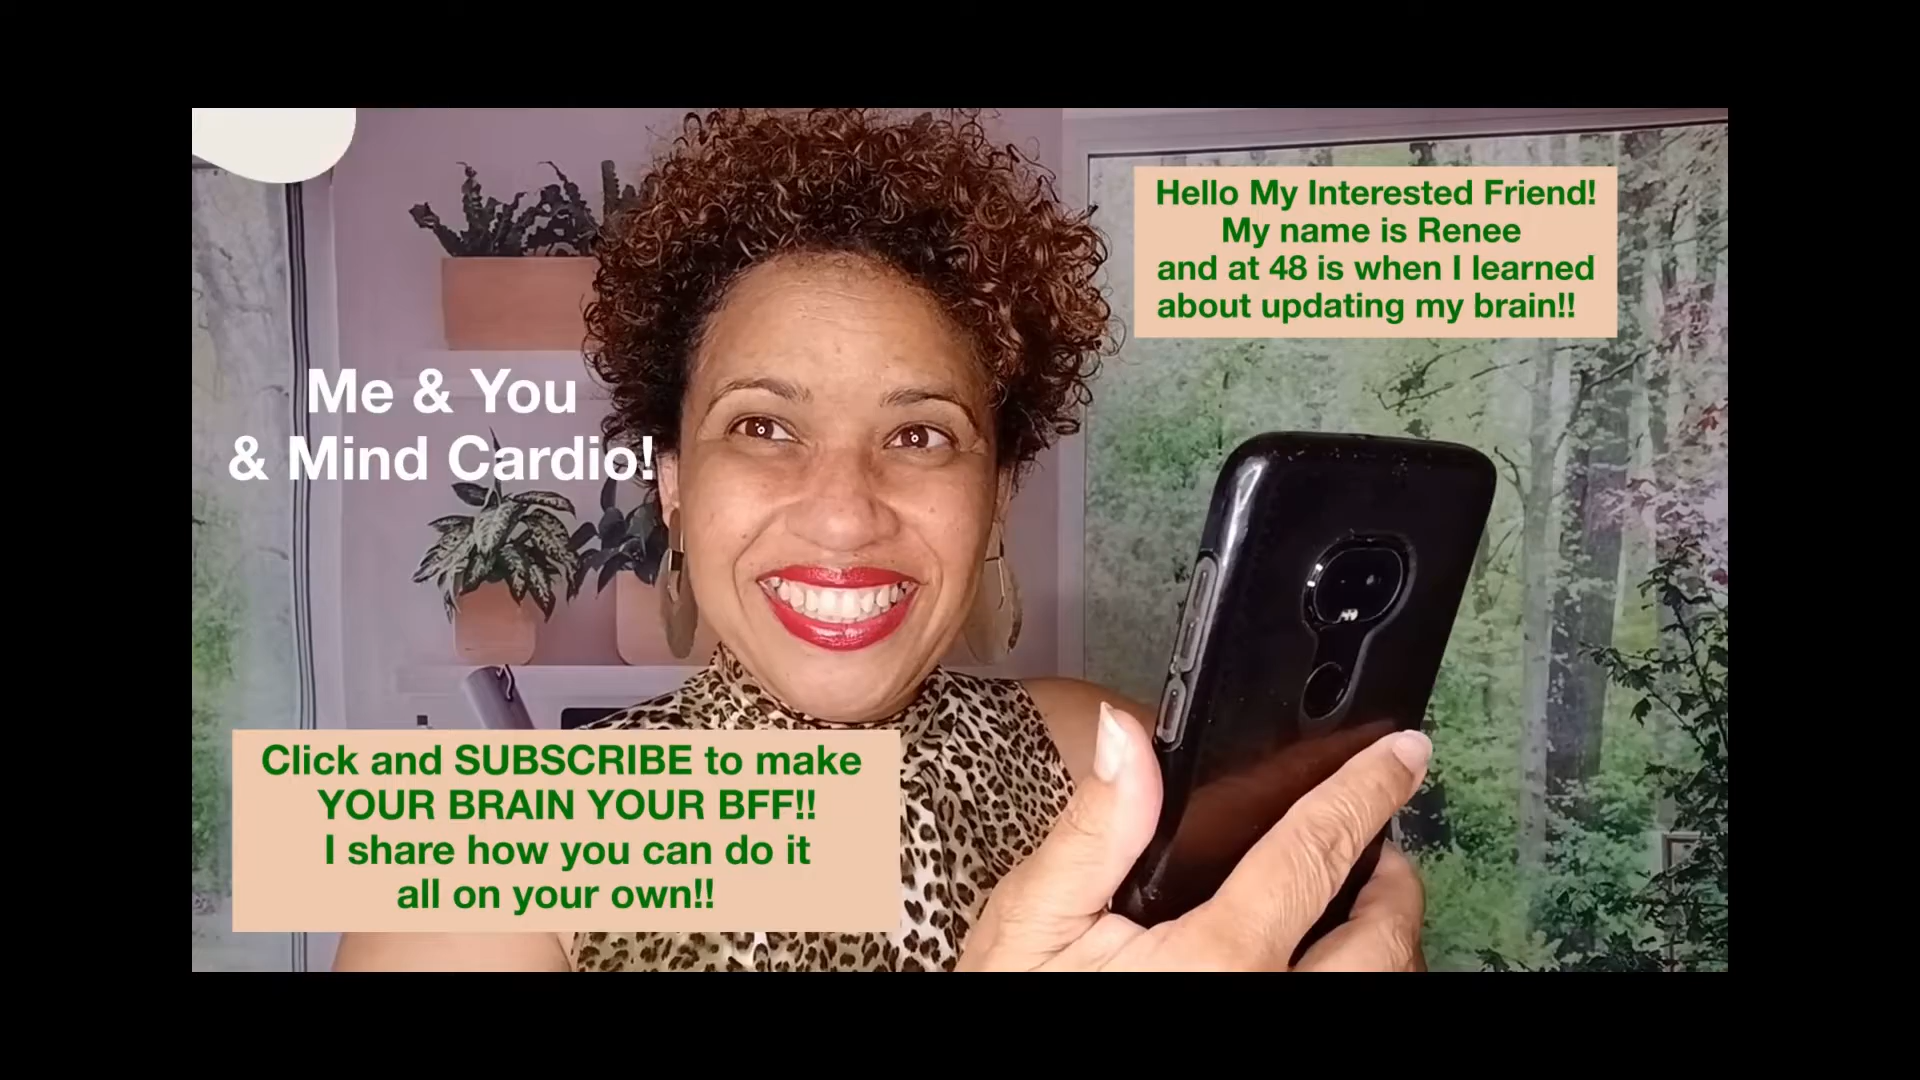 Hello My Interested Friend!
My name is Renee
and at 48 is when I learned
about updating my brain!!
Me & You
& Mind Cardio!
Click and SUBSCRIBE to make
YOUR BRAIN YOUR BFF!!
I share how you can do it
all on your own!!